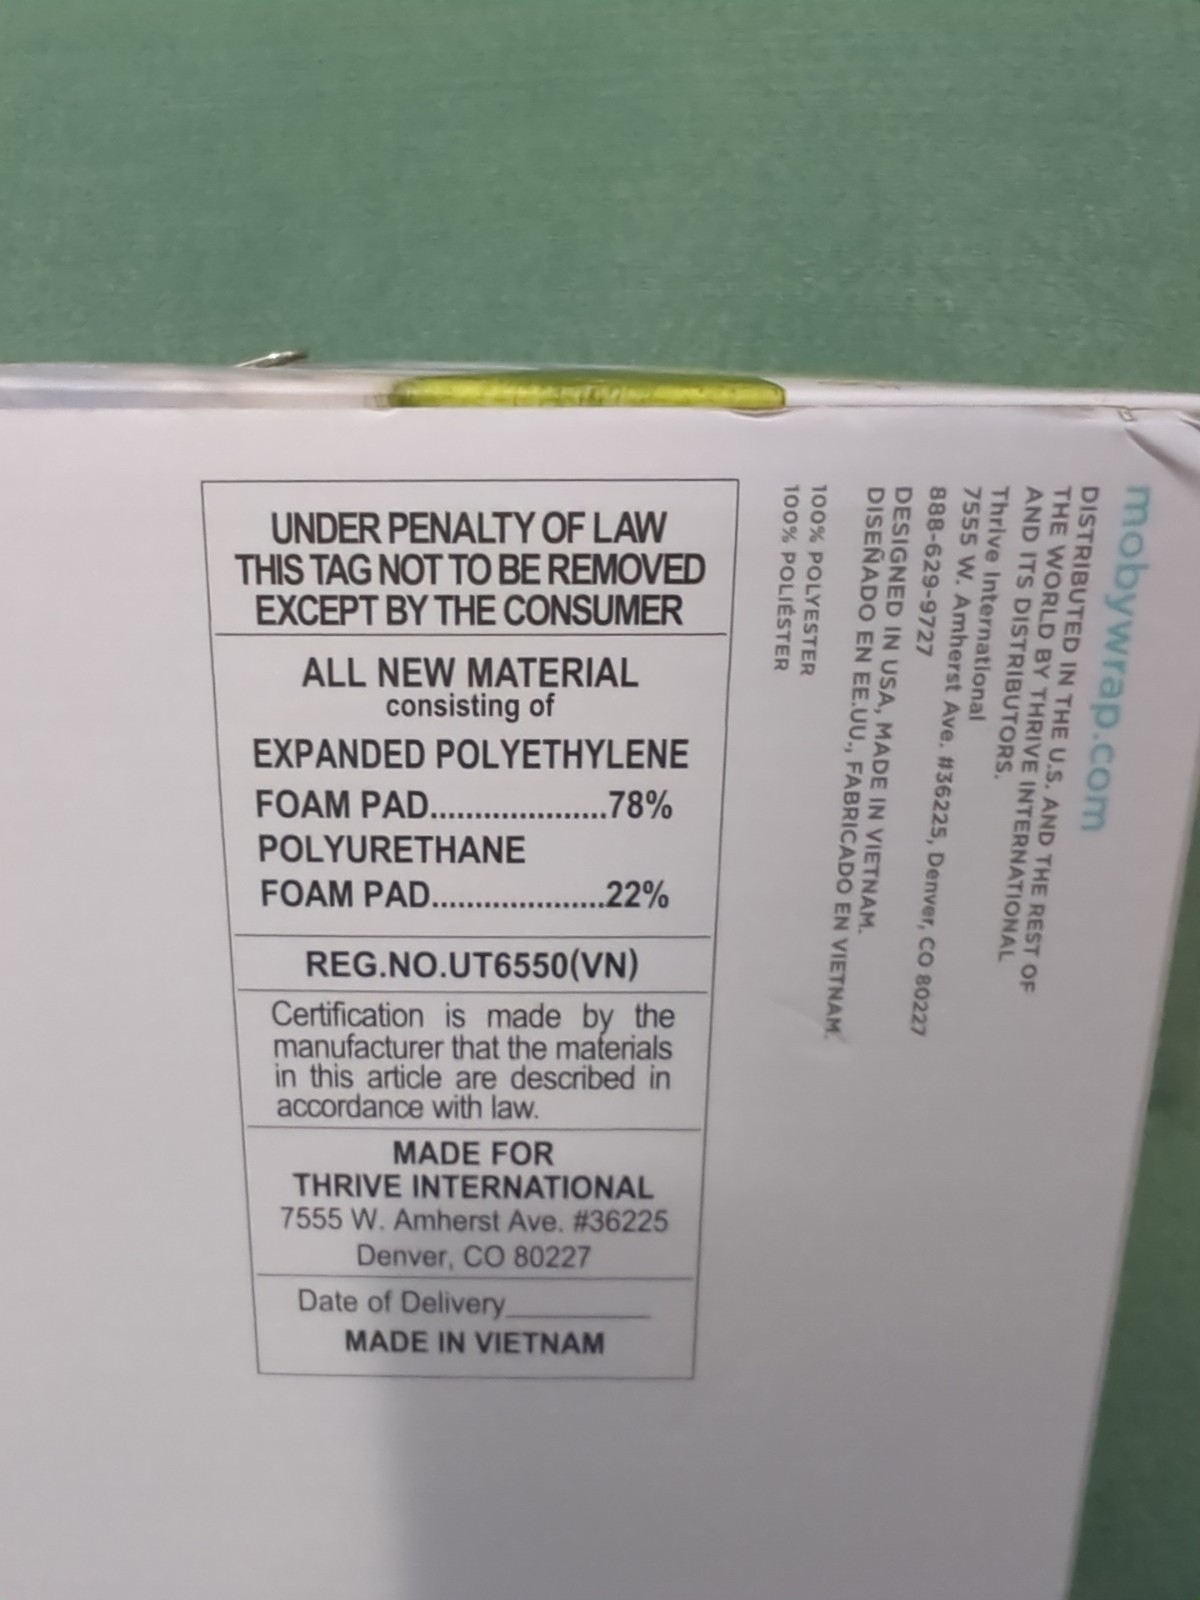 UNDER PENALTY OF LAW
THIS TAG NOT TO BE REMOVED
EXCEPT BY THE CONSUMER
ALL NEW MATERIAL
consisting of
EXPANDED POLYETHYLENE
FOAM PAD....................78%
POLYURETHANE
FOAM PAD....................22%
REG.NO.UT6550(VN)
Certification is made by the
manufacturer that the materials
in this article are described in
accordance with law.
MADE FOR
THRIVE INTERNATIONAL
7555 W. Amherst Ave. #36225
Denver, CO 80227
Date of Delivery__________
MADE IN VIETNAM
mobywrap.com
DISTRIBUTED IN THE U.S. AND THE REST OF
THE WORLD BY THRIVE INTERNATIONAL
AND ITS DISTRIBUTORS.
Thrive International
7555 W. Amherst Ave. #36225, Denver, CO 80227
888-629-9727
DESIGNED IN USA, MADE IN VIETNAM.
DISEÑADO EN EE.UU., FABRICADO EN VIETNAM.
100% POLYESTER
100% POLIÉSTER